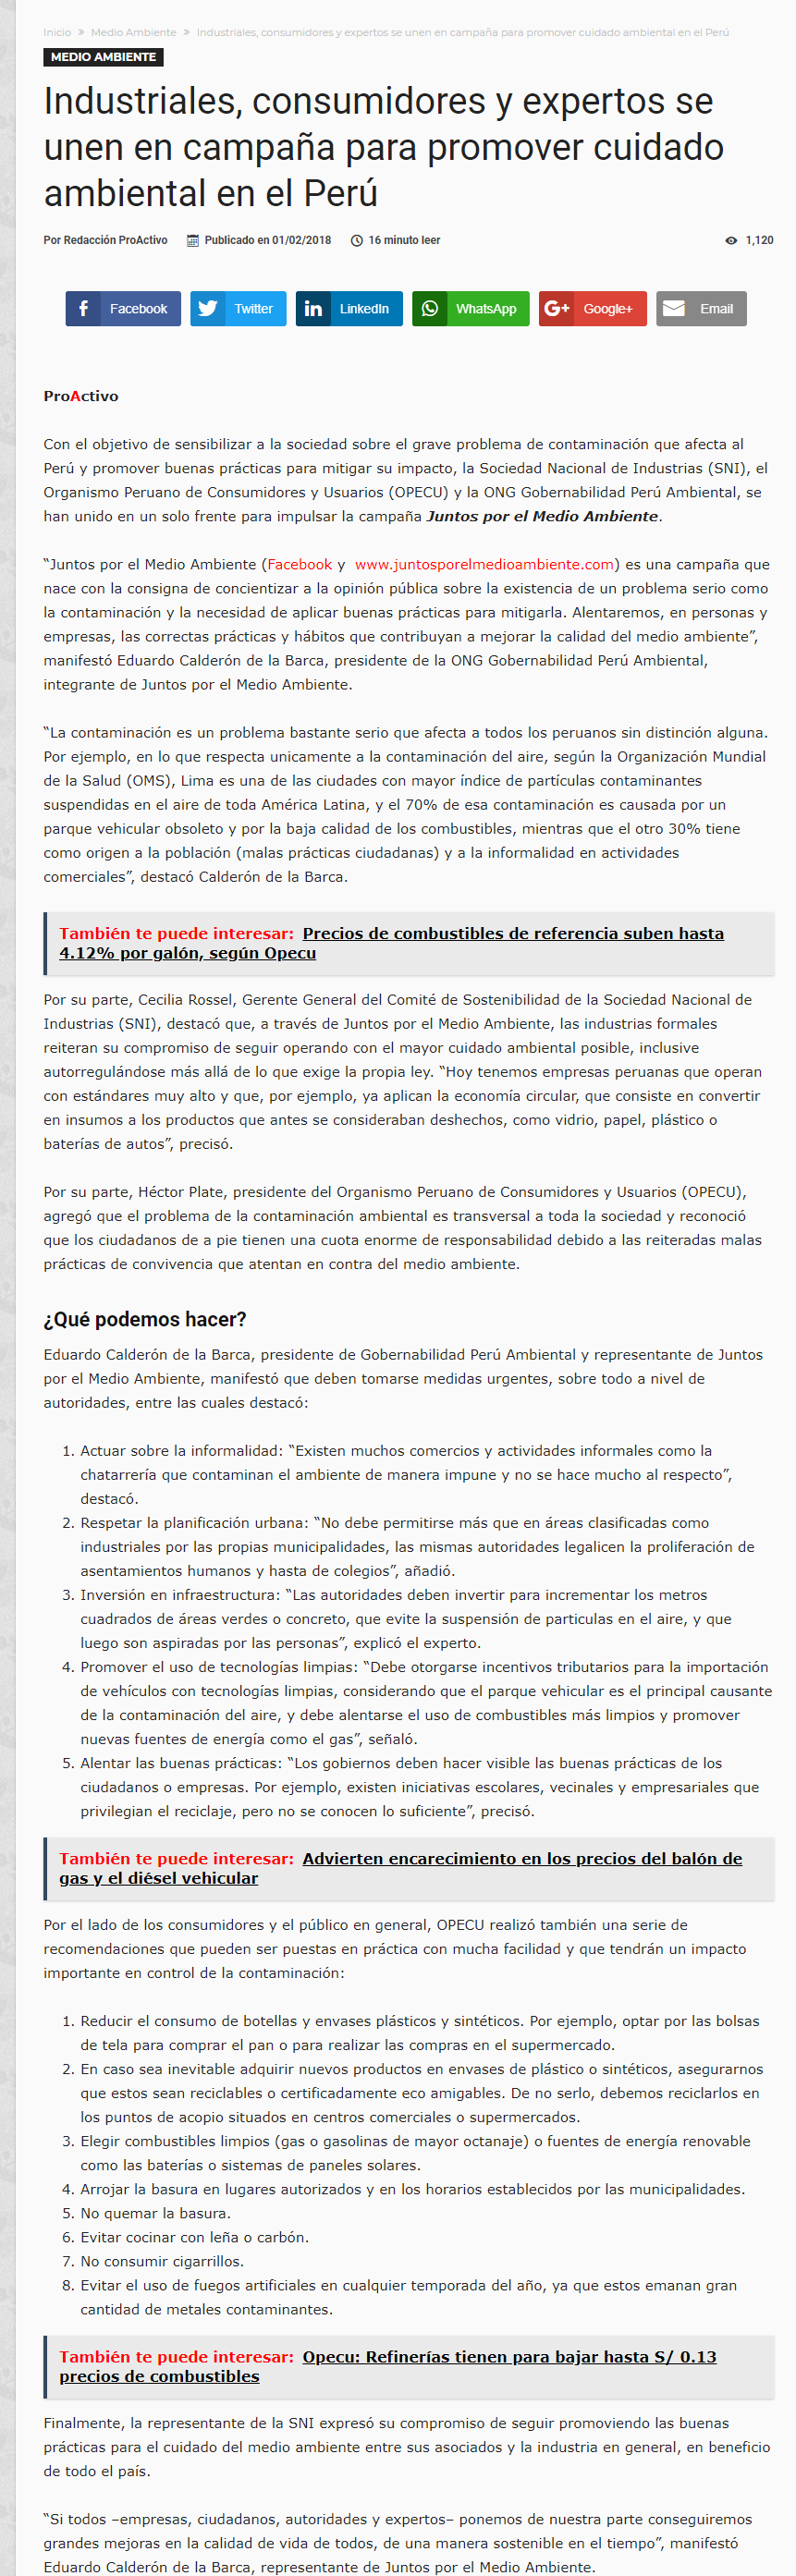 Inicio » Medio Ambiente » Industriales, consumidores y expertos se unen en campaña para promover cuidado ambiental en el Perú
MEDIO AMBIENTE
Industriales, consumidores y expertos se
unen en campaña para promover cuidado
ambiental en el Perú
Por Redacción ProActivo Publicado en 01/02/2018 16 minuto leer 1,120
Facebook Twitter LinkedIn WhatsApp Google+ Email
ProActivo
Con el objetivo de sensibilizar a la sociedad sobre el grave problema de contaminación que afecta al
Perú y promover buenas prácticas para mitigar su impacto, la Sociedad Nacional de Industrias (SNI), el
Organismo Peruano de Consumidores y Usuarios (OPECU) y la ONG Gobernabilidad Perú Ambiental, se
han unido en un solo frente para impulsar la campaña Juntos por el Medio Ambiente.
“Juntos por el Medio Ambiente (Facebook y www.juntosporelmedioambiente.com) es una campaña que
nace con la consigna de concientizar a la opinión pública sobre la existencia de un problema serio como
la contaminación y la necesidad de aplicar buenas prácticas para mitigarla. Alentaremos, en personas y
empresas, las correctas prácticas y hábitos que contribuyan a mejorar la calidad del medio ambiente”,
manifestó Eduardo Calderón de la Barca, presidente de la ONG Gobernabilidad Perú Ambiental,
integrante de Juntos por el Medio Ambiente.
“La contaminación es un problema bastante serio que afecta a todos los peruanos sin distinción alguna.
Por ejemplo, en lo que respecta unicamente a la contaminación del aire, según la Organización Mundial
de la Salud (OMS), Lima es una de las ciudades con mayor índice de partículas contaminantes
suspendidas en el aire de toda América Latina, y el 70% de esa contaminación es causada por un
parque vehicular obsoleto y por la baja calidad de los combustibles, mientras que el otro 30% tiene
como origen a la población (malas prácticas ciudadanas) y a la informalidad en actividades
comerciales”, destacó Calderón de la Barca.
También te puede interesar: Precios de combustibles de referencia suben hasta
4.12% por galón, según Opecu
Por su parte, Cecilia Rossel, Gerente General del Comité de Sostenibilidad de la Sociedad Nacional de
Industrias (SNI), destacó que, a través de Juntos por el Medio Ambiente, las industrias formales
reiteran su compromiso de seguir operando con el mayor cuidado ambiental posible, inclusive
autorregulándose más allá de lo que exige la propia ley. “Hoy tenemos empresas peruanas que operan
con estándares muy alto y que, por ejemplo, ya aplican la economía circular, que consiste en convertir
en insumos a los productos que antes se consideraban deshechos, como vidrio, papel, plástico o
baterías de autos”, precisó.
Por su parte, Héctor Plate, presidente del Organismo Peruano de Consumidores y Usuarios (OPECU),
agregó que el problema de la contaminación ambiental es transversal a toda la sociedad y reconoció
que los ciudadanos de a pie tienen una cuota enorme de responsabilidad debido a las reiteradas malas
prácticas de convivencia que atentan en contra del medio ambiente.
¿Qué podemos hacer?
Eduardo Calderón de la Barca, presidente de Gobernabilidad Perú Ambiental y representante de Juntos
por el Medio Ambiente, manifestó que deben tomarse medidas urgentes, sobre todo a nivel de
autoridades, entre las cuales destacó:
1. Actuar sobre la informalidad: “Existen muchos comercios y actividades informales como la
chatarrería que contaminan el ambiente de manera impune y no se hace mucho al respecto”,
destacó.
2. Respetar la planificación urbana: “No debe permitirse más que en áreas clasificadas como
industriales por las propias municipalidades, las mismas autoridades legalicen la proliferación de
asentamientos humanos y hasta de colegios”, añadió.
3. Inversión en infraestructura: “Las autoridades deben invertir para incrementar los metros
cuadrados de áreas verdes o concreto, que evite la suspensión de particulas en el aire, y que
luego son aspiradas por las personas”, explicó el experto.
4. Promover el uso de tecnologías limpias: “Debe otorgarse incentivos tributarios para la importación
de vehículos con tecnologías limpias, considerando que el parque vehicular es el principal causante
de la contaminación del aire, y debe alentarse el uso de combustibles más limpios y promover
nuevas fuentes de energía como el gas”, señaló.
5. Alentar las buenas prácticas: “Los gobiernos deben hacer visible las buenas prácticas de los
ciudadanos o empresas. Por ejemplo, existen iniciativas escolares, vecinales y empresariales que
privilegian el reciclaje, pero no se conocen lo suficiente”, precisó.
También te puede interesar: Advierten encarecimiento en los precios del balón de
gas y el diésel vehicular
Por el lado de los consumidores y el público en general, OPECU realizó también una serie de
recomendaciones que pueden ser puestas en práctica con mucha facilidad y que tendrán un impacto
importante en control de la contaminación:
1. Reducir el consumo de botellas y envases plásticos y sintéticos. Por ejemplo, optar por las bolsas
de tela para comprar el pan o para realizar las compras en el supermercado.
2. En caso sea inevitable adquirir nuevos productos en envases de plástico o sintéticos, asegurarnos
que estos sean reciclables o certificadamente eco amigables. De no serlo, debemos reciclarlos en
los puntos de acopio situados en centros comerciales o supermercados.
3. Elegir combustibles limpios (gas o gasolinas de mayor octanaje) o fuentes de energía renovable
como las baterías o sistemas de paneles solares.
4. Arrojar la basura en lugares autorizados y en los horarios establecidos por las municipalidades.
5. No quemar la basura.
6. Evitar cocinar con leña o carbón.
7. No consumir cigarrillos.
8. Evitar el uso de fuegos artificiales en cualquier temporada del año, ya que estos emanan gran
cantidad de metales contaminantes.
También te puede interesar: Opecu: Refinerías tienen para bajar hasta S/ 0.13
precios de combustibles
Finalmente, la representante de la SNI expresó su compromiso de seguir promoviendo las buenas
prácticas para el cuidado del medio ambiente entre sus asociados y la industria en general, en beneficio
de todo el país.
“Si todos –empresas, ciudadanos, autoridades y expertos– ponemos de nuestra parte conseguiremos
grandes mejoras en la calidad de vida de todos, de una manera sostenible en el tiempo”, manifestó
Eduardo Calderón de la Barca, representante de Juntos por el Medio Ambiente.